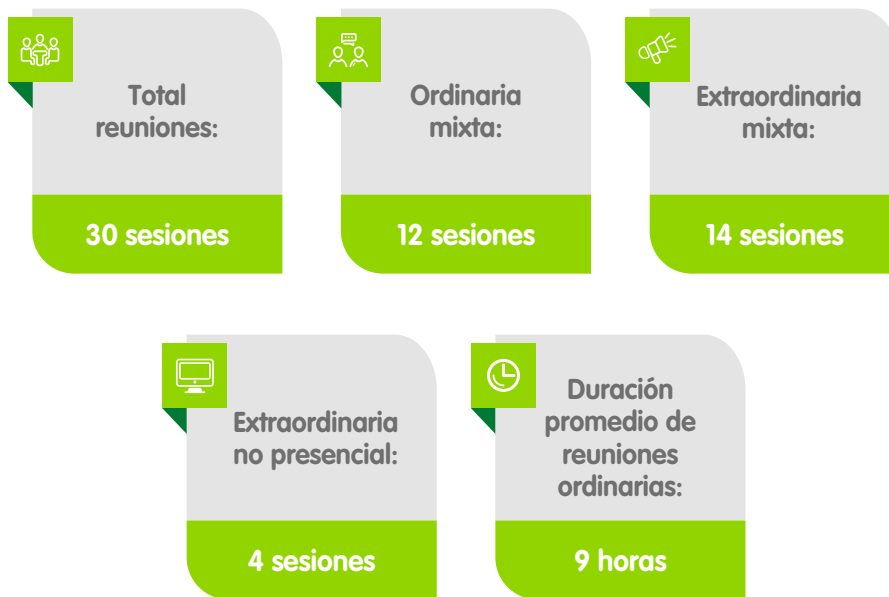 Total
reuniones:
30 sesiones
Ordinaria
mixta:
12 sesiones
Extraordinaria
mixta:
14 sesiones
Extraordinaria
no presencial:
4 sesiones
Duración
promedio de
reuniones
ordinarias:
9 horas